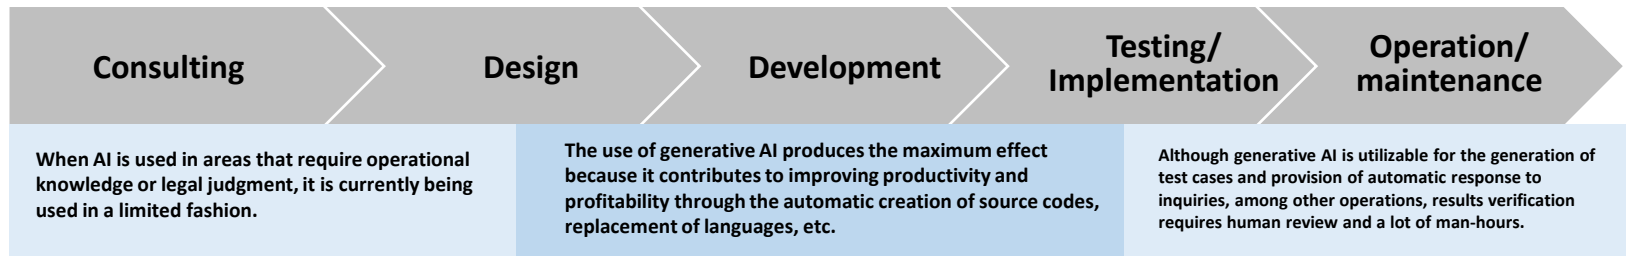 Consulting
Design
Development
Testing/
Implementation
Operation/
maintenance
When AI is used in areas that require operational
knowledge or legal judgment, it is currently being
used in a limited fashion.
The use of generative AI produces the maximum effect
because it contributes to improving productivity and
profitability through the automatic creation of source codes,
replacement of languages, etc.
Although generative AI is utilizable for the generation of
test cases and provision of automatic response to
inquiries, among other operations, results verification
requires human review and a lot of man-hours.